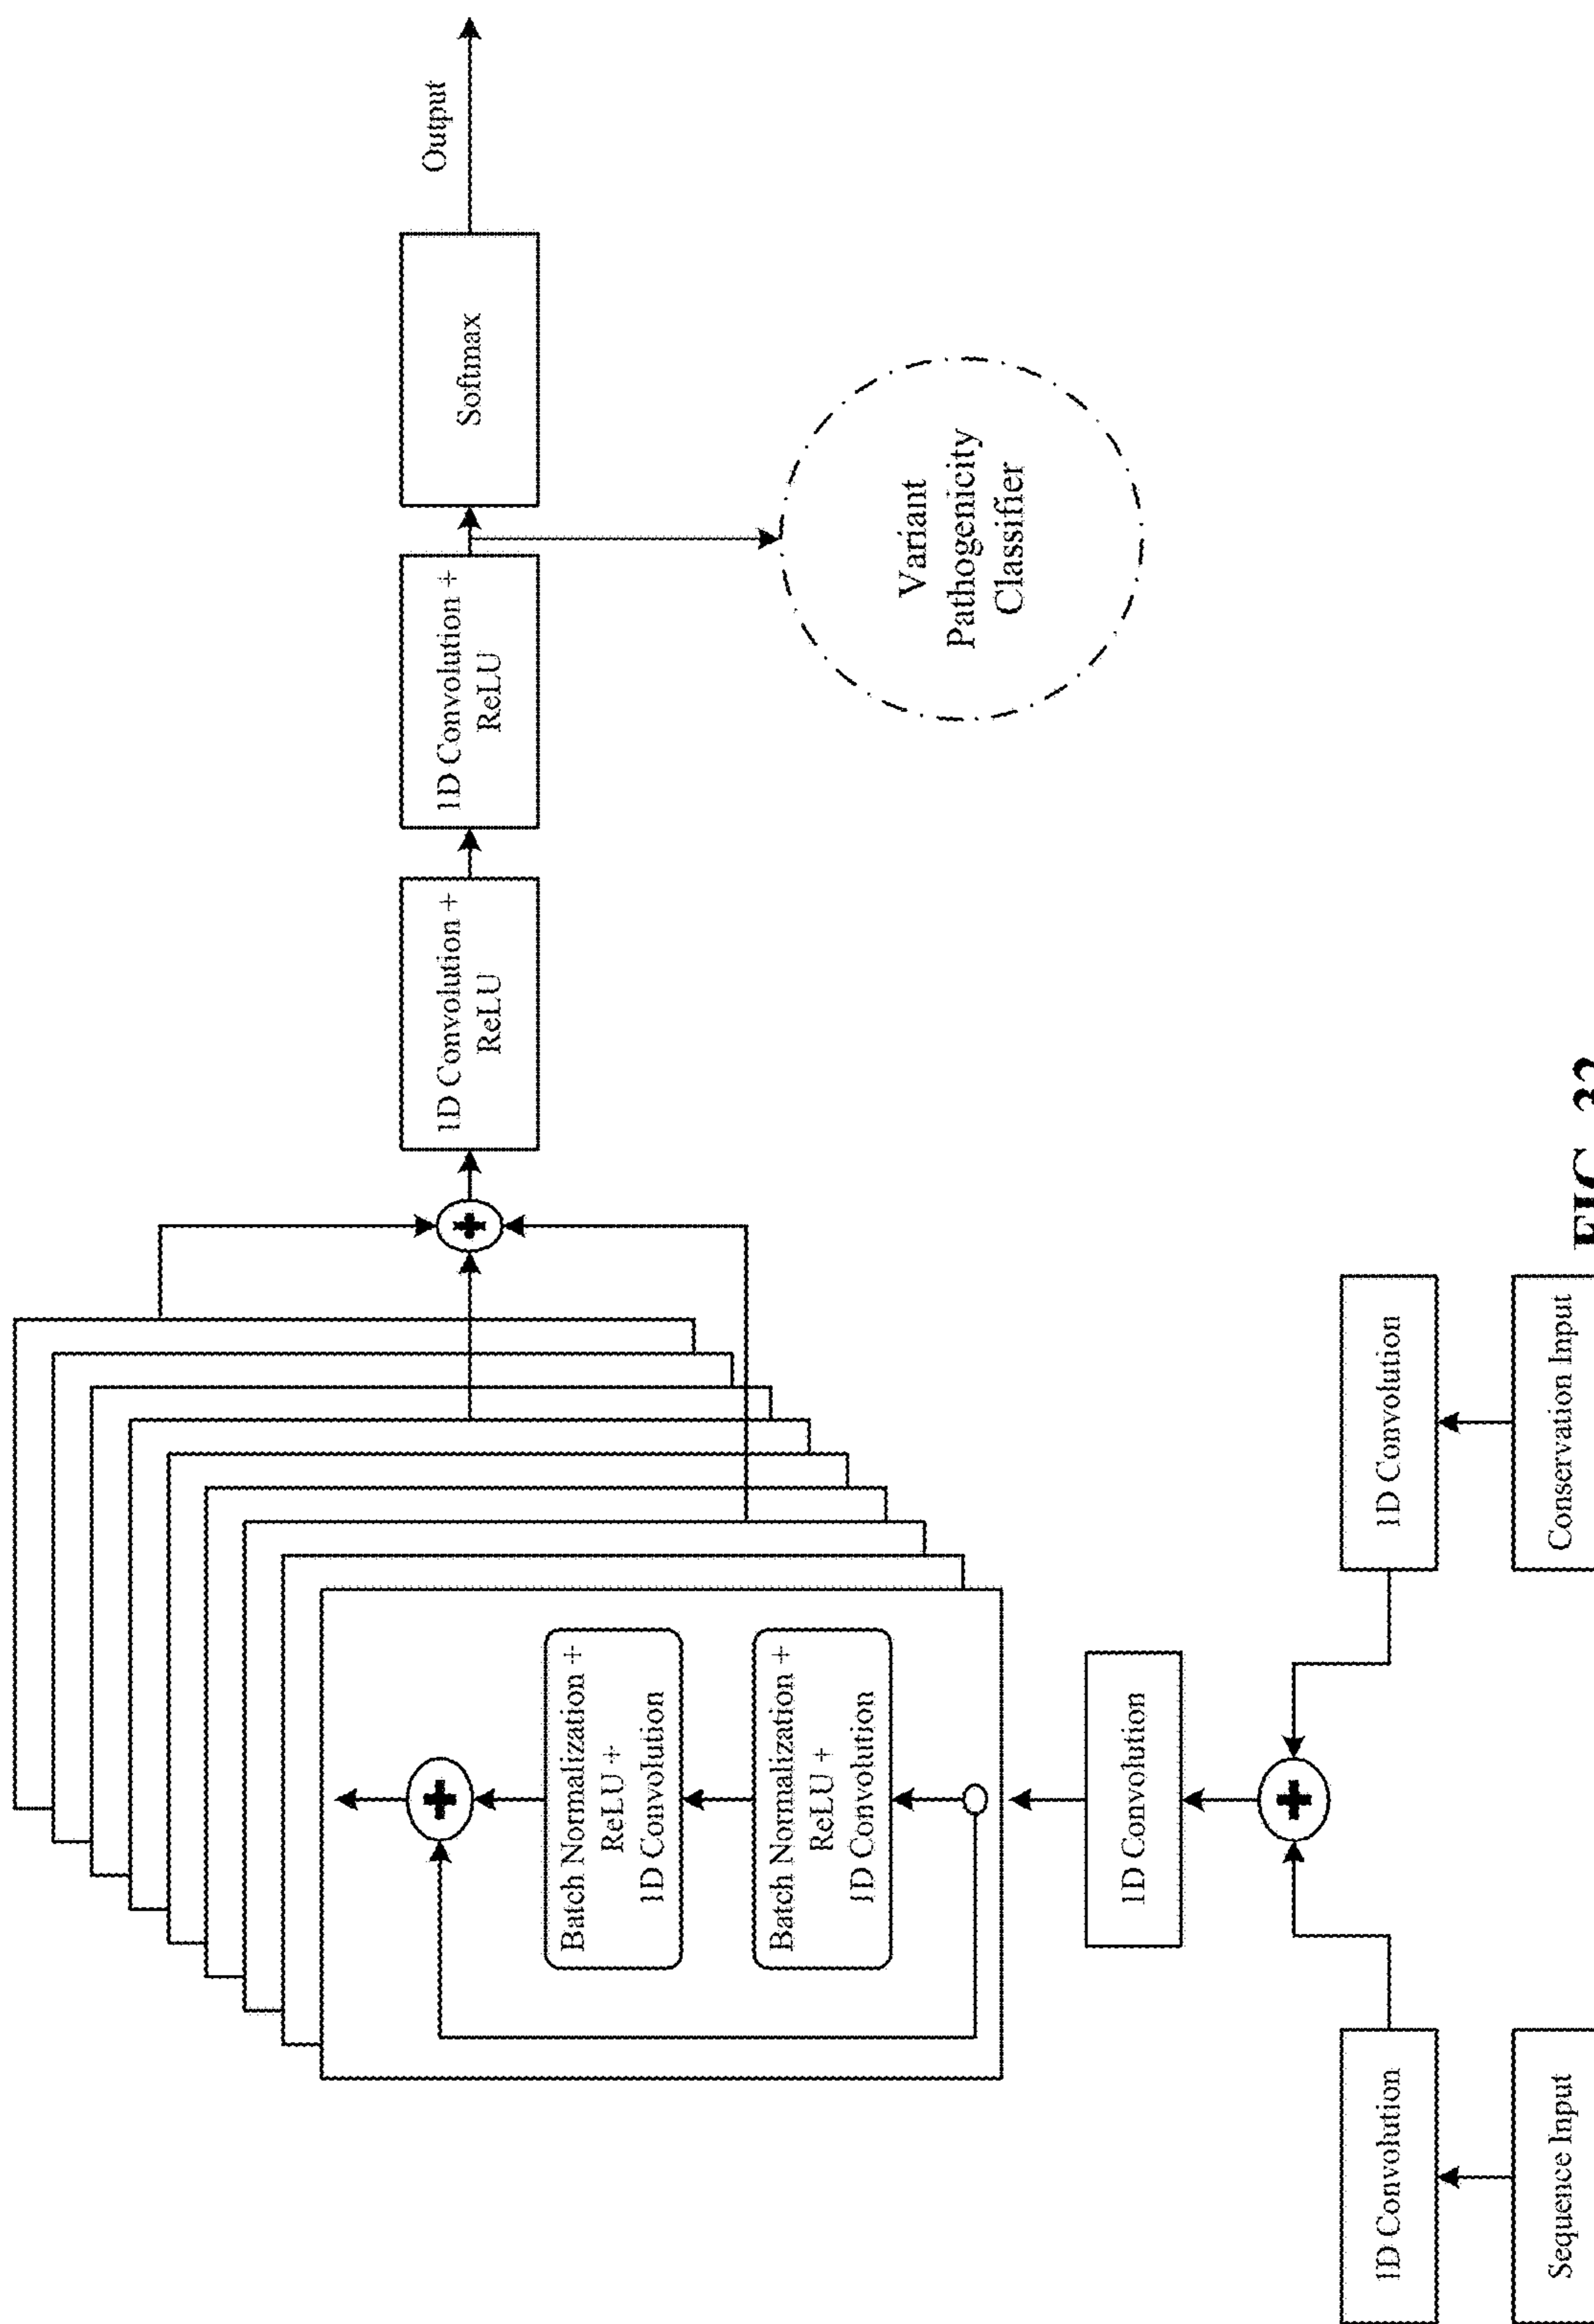 Sequence Input
1D Convolution
Conservation Input
1D Convolution
1D Convolution
Batch Normalization +
ReLU +
1D Convolution
Batch Normalization +
ReLU +
1D Convolution
1D Convolution +
ReLU
1D Convolution +
ReLU
Softmax
Output
Variant
Pathogenicity
Classifier
FIG. 32